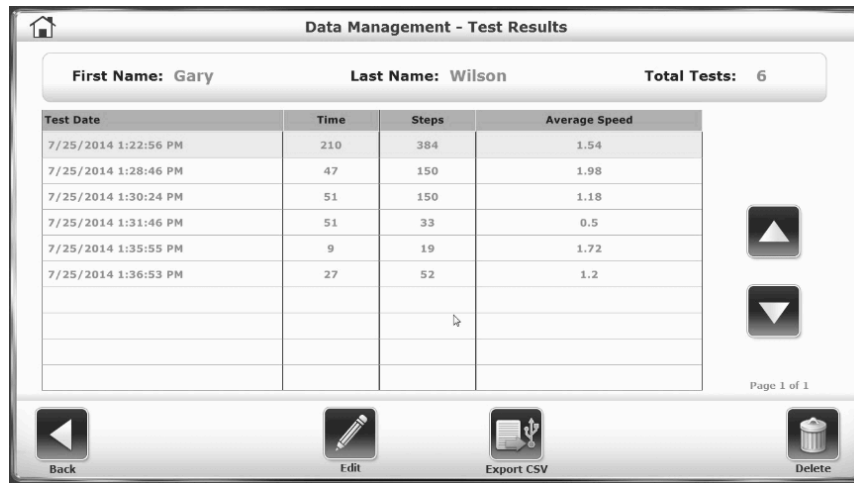 Data Management - Test Results
First Name: Gary Last Name: Wilson Total Tests: 6
Test Date Time Steps Average Speed
7/25/2014 1:22:56 PM 210 384 1.54
7/25/2014 1:28:46 PM 47 150 1.98
7/25/2014 1:30:24 PM 51 150 1.18
7/25/2014 1:31:46 PM 51 33 0.5
7/25/2014 1:35:55 PM 9 19 1.72
7/25/2014 1:36:53 PM 27 52 1.2
Page 1 of 1
Back Edit Export CSV Delete